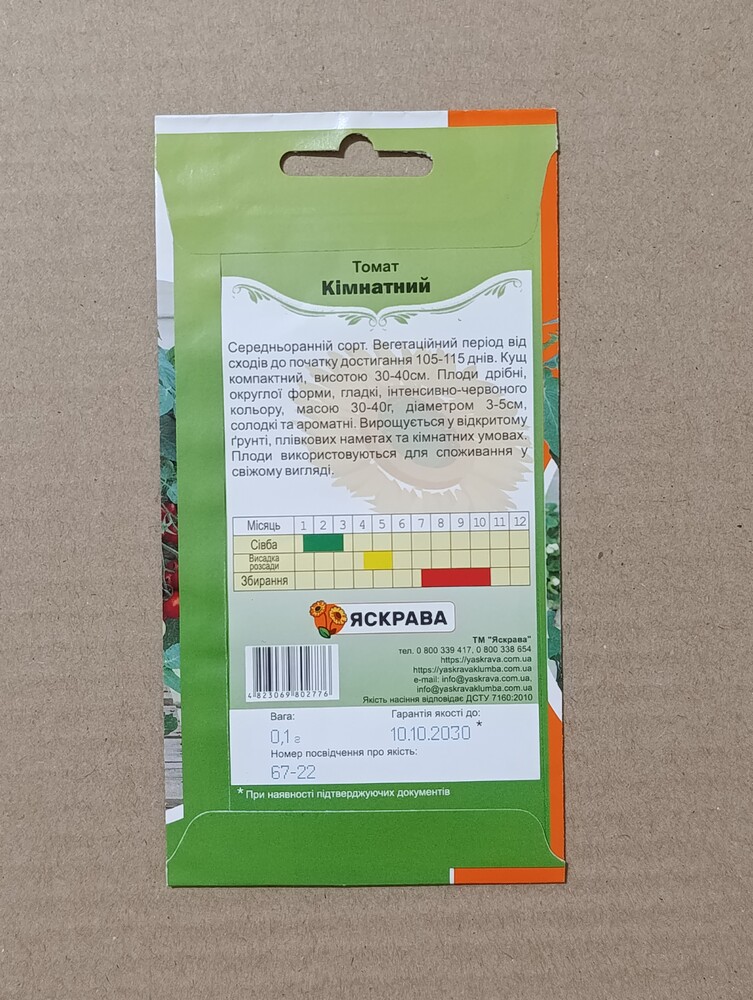 Томат
Кімнатний
Середньоранній сорт. Вегетаційний період від
сходів до початку достигання 105-115 днів. Кущ
компактний, висотою 30-40см. Плоди дрібні,
округлої форми, гладкі, інтенсивно-червоного
кольору, масою 30-40г, діаметром 3-5см,
солодкі та ароматні. Вирощується у відкритому
ґрунті, плівкових наметах та кімнатних умовах.
Плоди використовуються для споживання у
свіжому вигляді.
Місяць 1 2 3 4 5 6 7 8 9 10 11 12
Сівба
Висадка
розсади
Збирання
ЯСКРАВА
ТМ "Яскрава"
тел. 0 800 339 417, 0 800 338 654
https://yaskrava.com.ua
https://yaskravaklumba.com.ua
e-mail: info@yaskrava.com.ua,
info@yaskravaklumba.com.ua
Якість насіння відповідає ДСТУ 7160:2010
4 823069 802776
Вага: Гарантія якості до:
0,1 г 10.10.2030 *
Номер посвідчення про якість:
67-22
* При наявності підтверджуючих документів